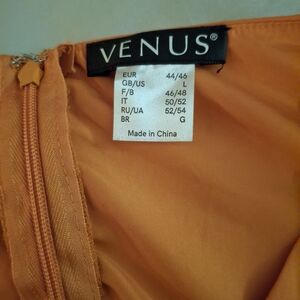 VENUS®
EUR 44/46
GB/US L
F/B 46/48
IT 50/52
RU/UA 52/54
BR G
Made in China